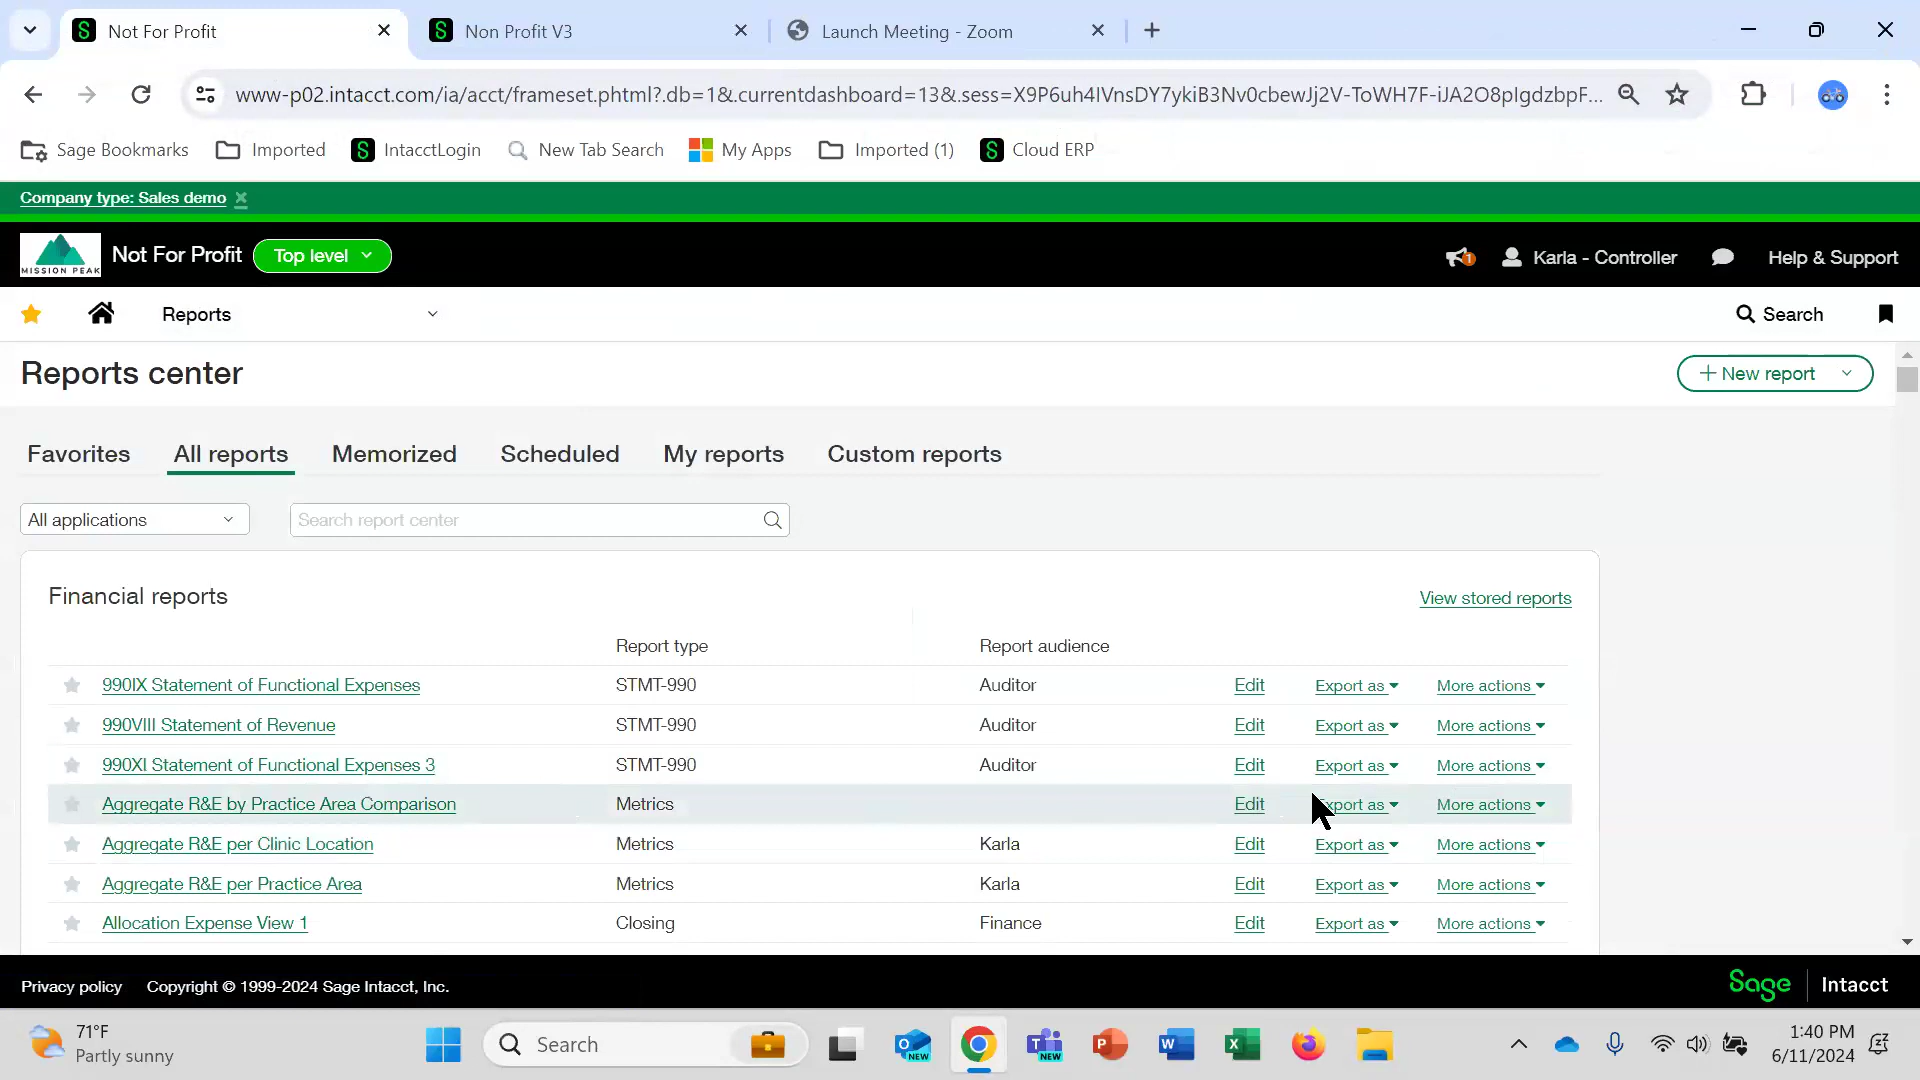 Not For Profit
Non Profit V3
Launch Meeting - Zoom
www-p02.intacct.com/ia/acct/frameset.phtml?.db=1&.currentdashboard=13&.sess=X9P6uh4IVnsDY7ykiB3Nv0cbewJj2V-ToWH7F-iJA2O8pIgdzbpF...
Sage Bookmarks
Imported
IntacctLogin
New Tab Search
My Apps
Imported (1)
Cloud ERP
Company type: Sales demo
MISSION PEAK
Not For Profit
Top level
1
Karla - Controller
Help & Support
Reports
Search
Reports center
New report
Favorites
All reports
Memorized
Scheduled
My reports
Custom reports
All applications
Search report center
Financial reports
View stored reports
Report type Report audience
990IX Statement of Functional Expenses STMT-990 Auditor Edit Export as More actions
990VIII Statement of Revenue STMT-990 Auditor Edit Export as More actions
990XI Statement of Functional Expenses 3 STMT-990 Auditor Edit Export as More actions
Aggregate R&E by Practice Area Comparison Metrics Edit Export as More actions
Aggregate R&E per Clinic Location Metrics Karla Edit Export as More actions
Aggregate R&E per Practice Area Metrics Karla Edit Export as More actions
Allocation Expense View 1 Closing Finance Edit Export as More actions
Privacy policy
Copyright © 1999-2024 Sage Intacct, Inc.
Sage Intacct
71°F
Partly sunny
Search
NEW
NEW
1:40 PM
6/11/2024